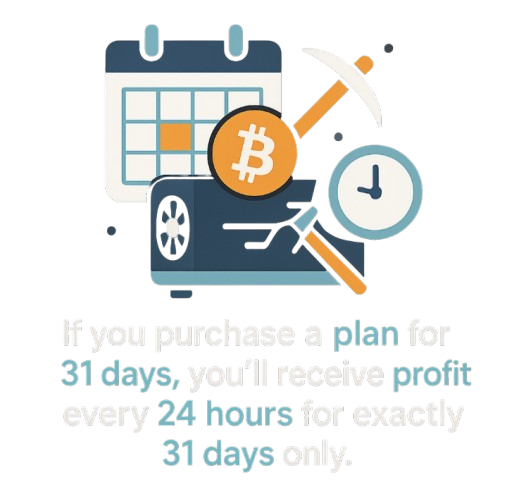 If you purchase a plan for
31 days, you'll receive profit
every 24 hours for exactly
31 days only.